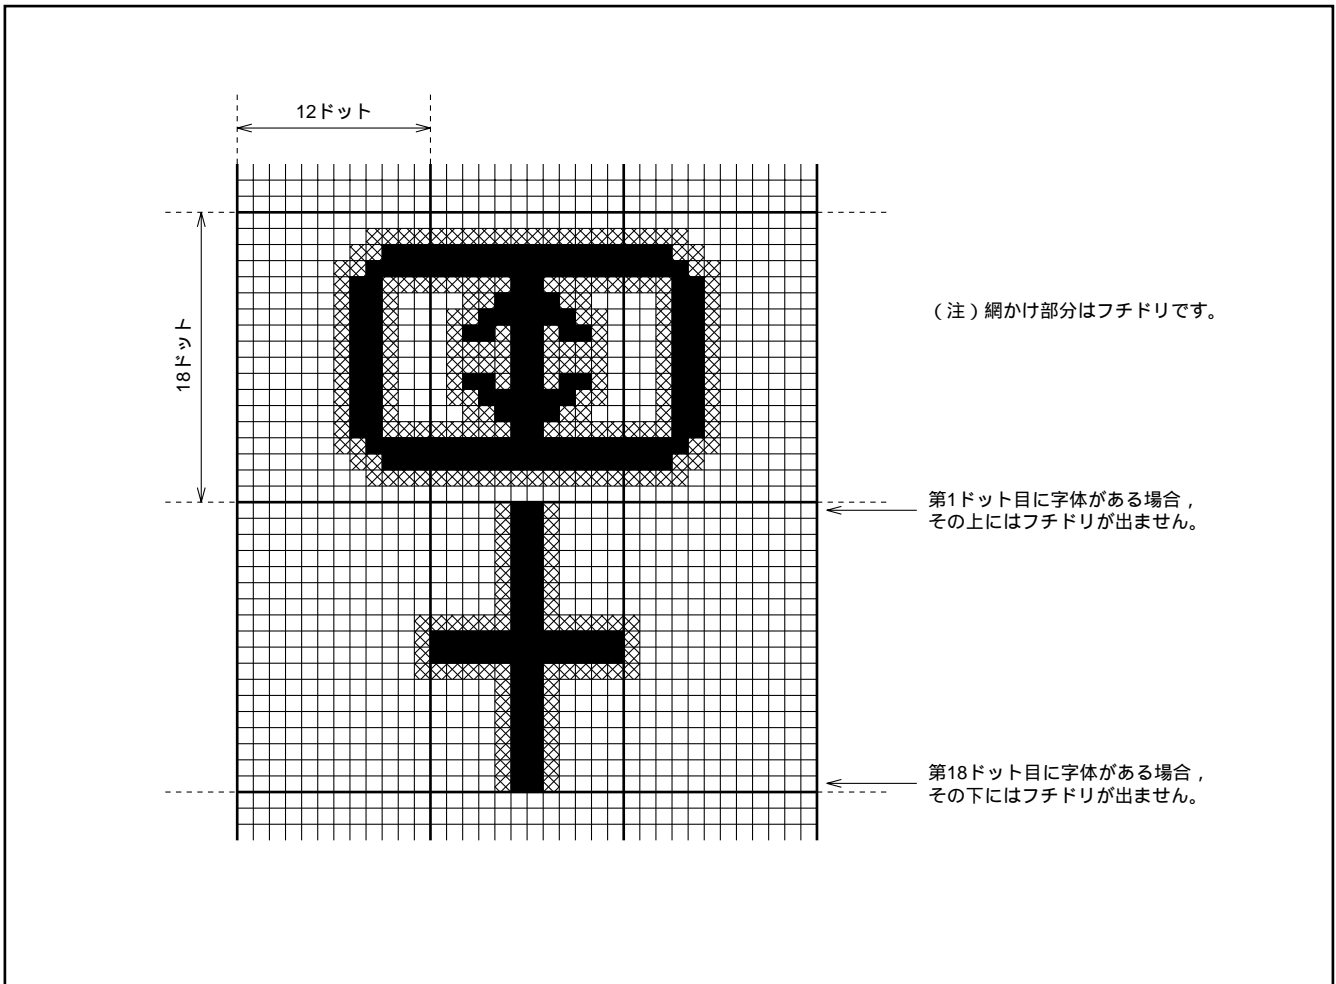 12ドット
18ドット
（注）網かけ部分はフチドリです。
第1ドット目に字体がある場合，
その上にはフチドリが出ません。
第18ドット目に字体がある場合，
その下にはフチドリが出ません。